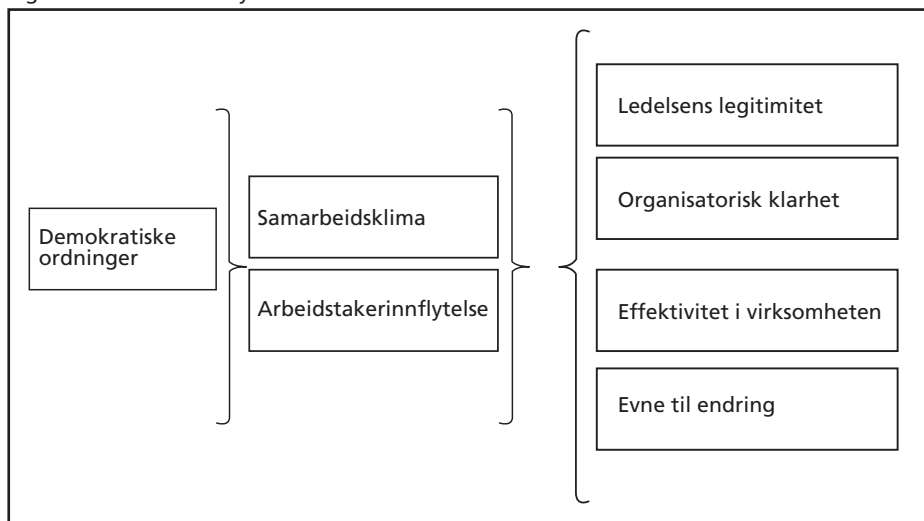 Demokratiske
ordninger
Samarbeidsklima
Arbeidstakerinnflytelse
Ledelsens legitimitet
Organisatorisk klarhet
Effektivitet i virksomheten
Evne til endring